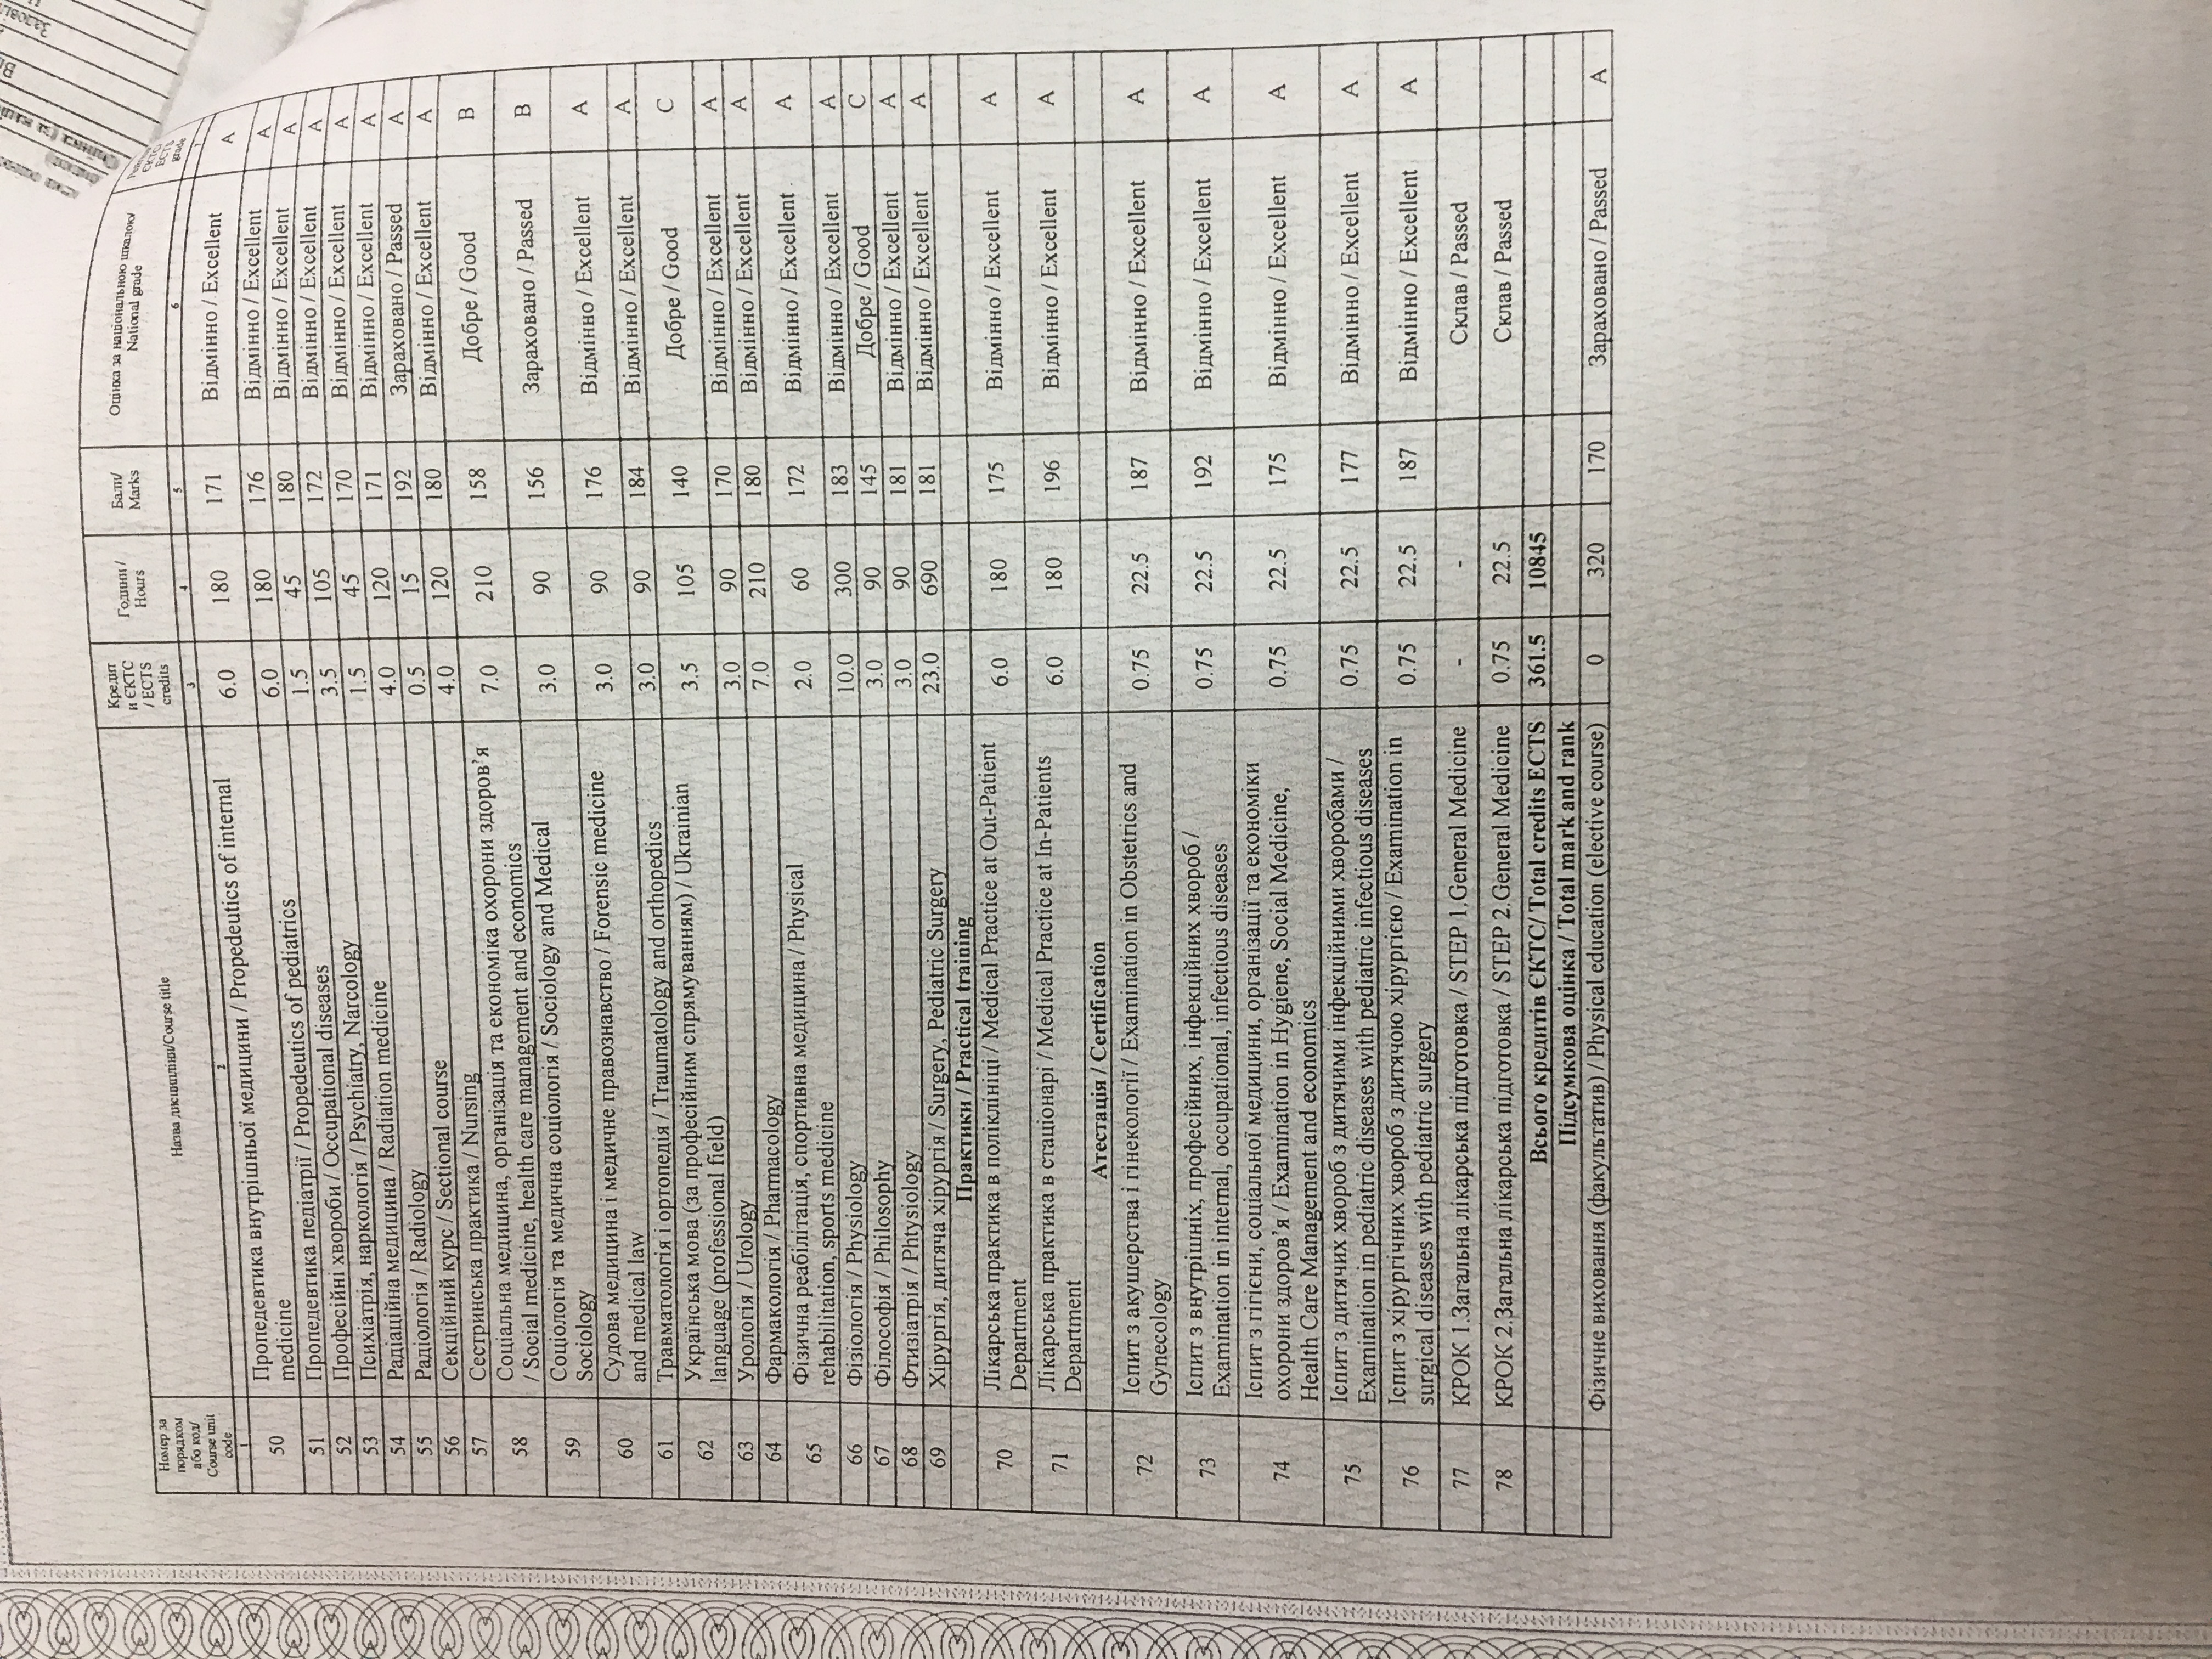 Номер за порядком або код/ Course unit code | Назва дисципліни/Course title | Кредит и ЄКТС / ECTS credits | Години / Hours | Бали/ Marks | Оцінка за національною шкалою/ National grade | ЄКТС/ ECTS grade
1 | 2 | 3 | 4 | 5 | 6 | 7
50 | Пропедевтика внутрішньої медицини / Propedeutics of internal medicine | 6.0 | 180 | 171 | Відмінно / Excellent | A
51 | Пропедевтика педіатрії / Propedeutics of pediatrics | 6.0 | 180 | 176 | Відмінно / Excellent | A
52 | Професійні хвороби / Occupational diseases | 1.5 | 45 | 180 | Відмінно / Excellent | A
53 | Психіатрія, наркологія / Psychiatry, Narcology | 3.5 | 105 | 172 | Відмінно / Excellent | A
54 | Радіаційна медицина / Radiation medicine | 1.5 | 45 | 170 | Відмінно / Excellent | A
55 | Радіологія / Radiology | 4.0 | 120 | 171 | Відмінно / Excellent | A
56 | Секційний курс / Sectional course | 0.5 | 15 | 192 | Зараховано / Passed | A
57 | Сестринська практика / Nursing | 4.0 | 120 | 180 | Відмінно / Excellent | A
58 | Соціальна медицина, організація та економіка охорони здоров’я / Social medicine, health care management and economics | 7.0 | 210 | 158 | Добре / Good | B
59 | Соціологія та медична соціологія / Sociology and Medical Sociology | 3.0 | 90 | 156 | Зараховано / Passed | B
60 | Судова медицина і медичне правознавство / Forensic medicine and medical law | 3.0 | 90 | 176 | Відмінно / Excellent | A
61 | Травматологія і ортопедія / Traumatology and orthopedics | 3.0 | 90 | 184 | Відмінно / Excellent | A
62 | Українська мова (за професійним спрямуванням) / Ukrainian language (professional field) | 3.5 | 105 | 140 | Добре / Good | C
63 | Урологія / Urology | 3.0 | 90 | 170 | Відмінно / Excellent | A
64 | Фармакологія / Pharmacology | 7.0 | 210 | 180 | Відмінно / Excellent | A
65 | Фізична реабілітація, спортивна медицина / Physical rehabilitation, sports medicine | 2.0 | 60 | 172 | Відмінно / Excellent | A
66 | Фізіологія / Physiology | 10.0 | 300 | 183 | Відмінно / Excellent | A
67 | Філософія / Philosophy | 3.0 | 90 | 145 | Добре / Good | C
68 | Фтизіатрія / Phtysiology | 3.0 | 90 | 181 | Відмінно / Excellent | A
69 | Хірургія, дитяча хірургія / Surgery, Pediatric Surgery | 23.0 | 690 | 181 | Відмінно / Excellent | A
Практики / Practical training
70 | Лікарська практика в поліклініці / Medical Practice at Out-Patient Department | 6.0 | 180 | 175 | Відмінно / Excellent | A
71 | Лікарська практика в стаціонарі / Medical Practice at In-Patients Department | 6.0 | 180 | 196 | Відмінно / Excellent | A
Атестація / Certification
72 | Іспит з акушерства і гінекології / Examination in Obstetrics and Gynecology | 0.75 | 22.5 | 187 | Відмінно / Excellent | A
73 | Іспит з внутрішніх, професійних, інфекційних хвороб / Examination in internal, occupational, infectious diseases | 0.75 | 22.5 | 192 | Відмінно / Excellent | A
74 | Іспит з гігієни, соціальної медицини, організації та економіки охорони здоров’я / Examination in Hygiene, Social Medicine, Health Care Management and economics | 0.75 | 22.5 | 175 | Відмінно / Excellent | A
75 | Іспит з дитячих хвороб з дитячими інфекційними хворобами / Examination in pediatric diseases with pediatric infectious diseases | 0.75 | 22.5 | 177 | Відмінно / Excellent | A
76 | Іспит з хірургічних хвороб з дитячою хірургією / Examination in surgical diseases with pediatric surgery | 0.75 | 22.5 | 187 | Відмінно / Excellent | A
77 | КРОК 1.Загальна лікарська підготовка / STEP 1.General Medicine | - | - | Склав / Passed
78 | КРОК 2.Загальна лікарська підготовка / STEP 2.General Medicine | 0.75 | 22.5 | Склав / Passed
Всього кредитів ЄКТС/ Total credits ECTS | 361.5 | 10845
Підсумкова оцінка / Total mark and rank
Фізичне виховання (факультатив) / Physical education (elective course) | 0 | 320 | 170 | Зараховано / Passed | A